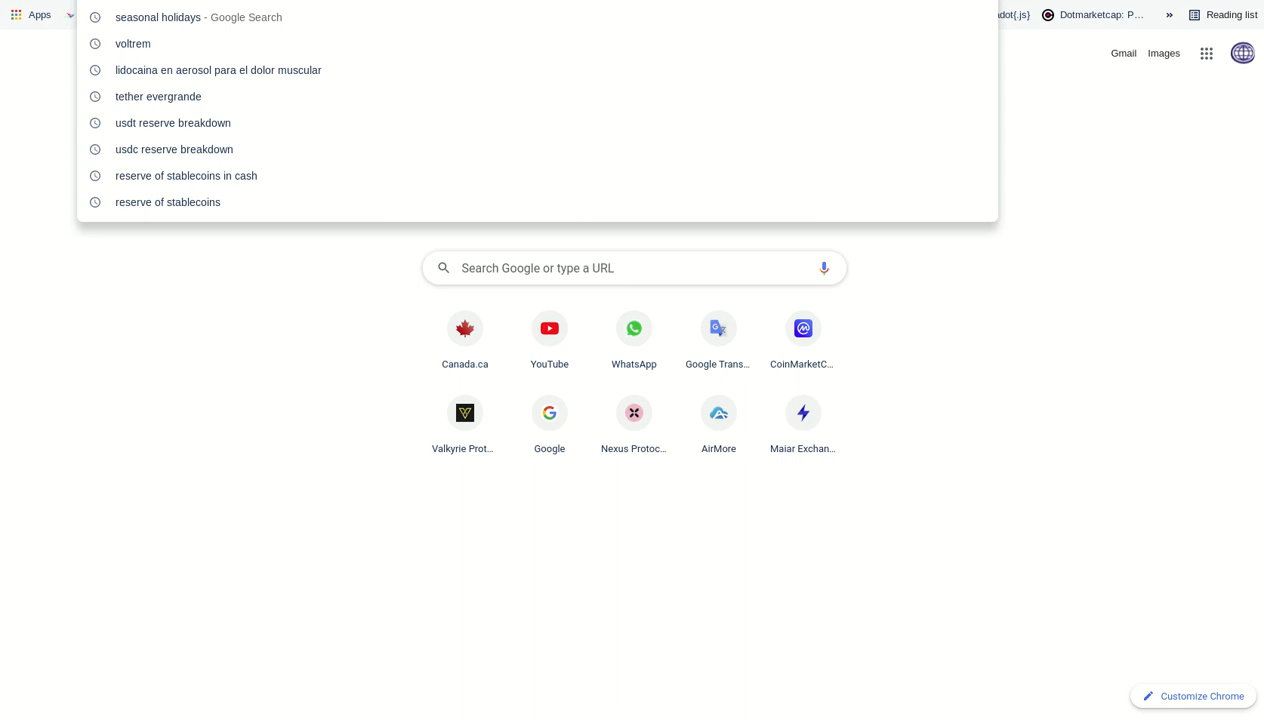 seasonal holidays - Google Search
Apps
adot{.js}
Dotmarketcap: P...
»
Reading list
voltrem
Gmail
Images
lidocaina en aerosol para el dolor muscular
tether evergrande
usdt reserve breakdown
usdc reserve breakdown
reserve of stablecoins in cash
reserve of stablecoins
Search Google or type a URL
Canada.ca
YouTube
WhatsApp
Google Trans...
CoinMarketC...
Valkyrie Prot...
Google
Nexus Protoc...
AirMore
Maiar Exchan...
Customize Chrome